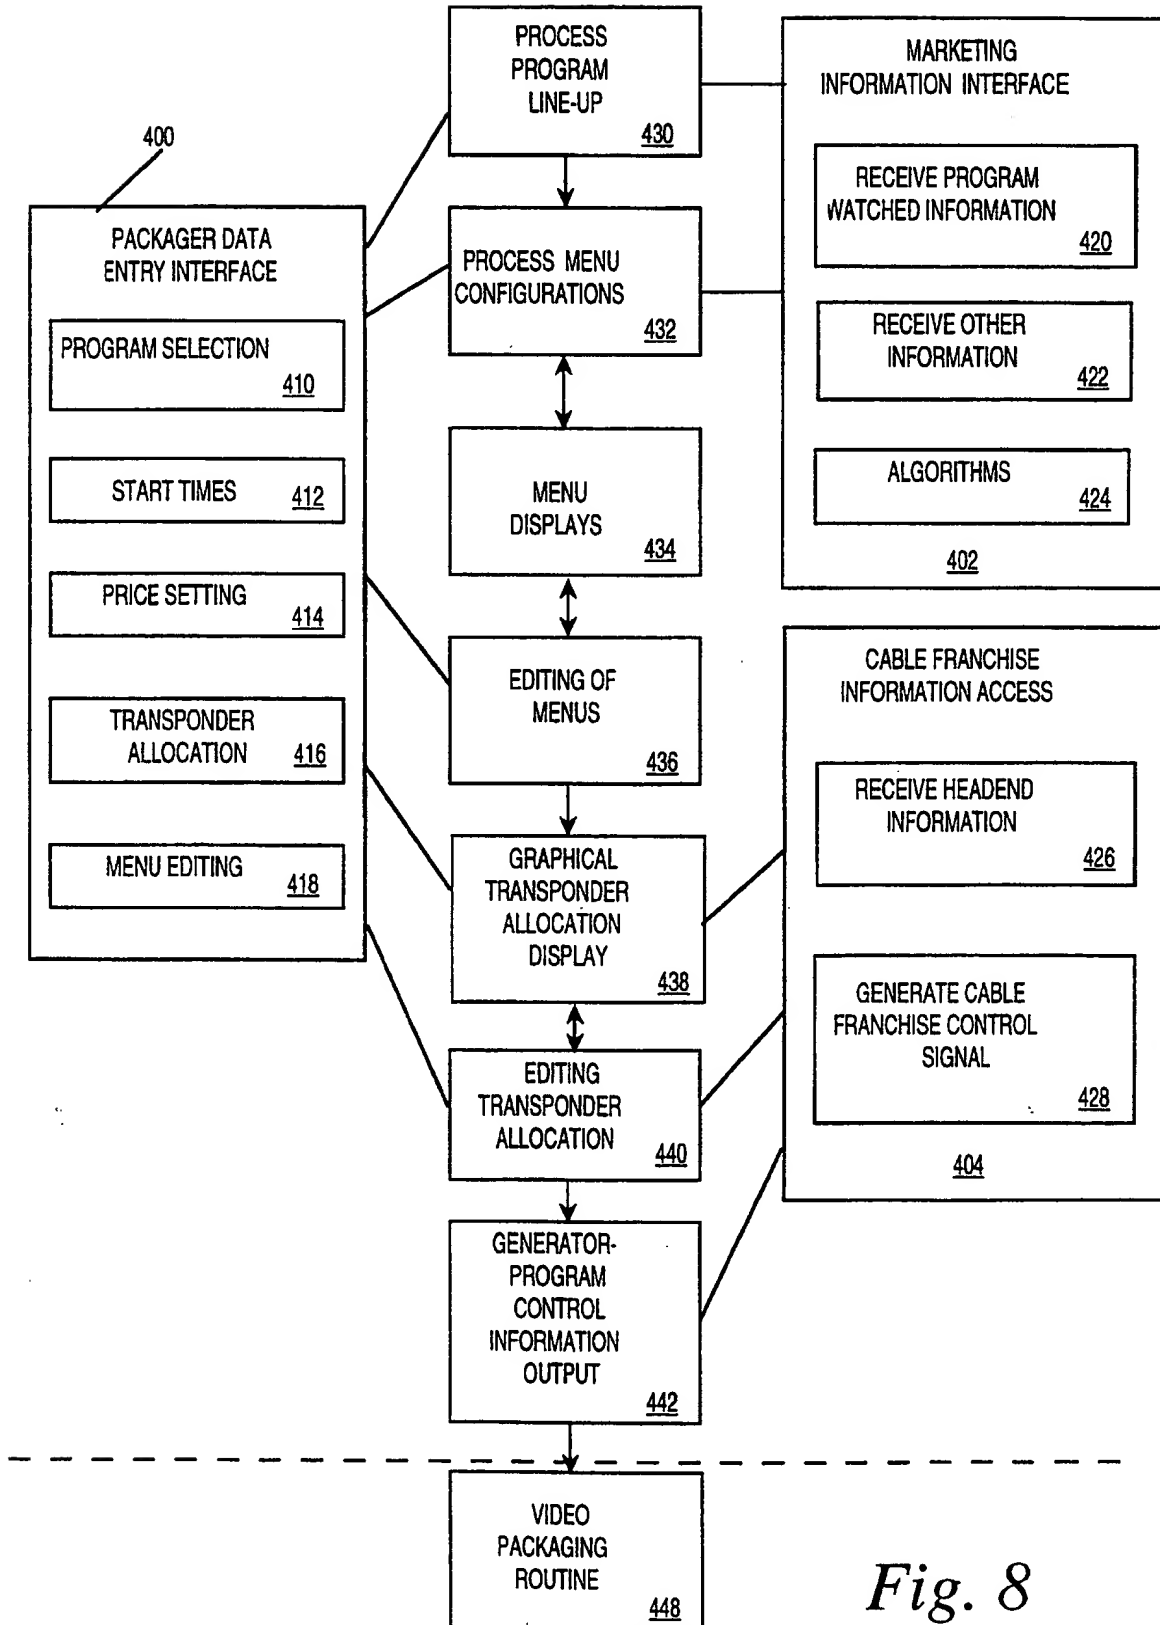 PROCESS
PROGRAM
LINE-UP
430
MARKETING
INFORMATION INTERFACE
RECEIVE PROGRAM
WATCHED INFORMATION
420
RECEIVE OTHER
INFORMATION
422
ALGORITHMS
424
402
400
PACKAGER DATA
ENTRY INTERFACE
PROGRAM SELECTION
410
START TIMES
412
PRICE SETTING
414
TRANSPONDER
ALLOCATION
416
MENU EDITING
418
PROCESS MENU
CONFIGURATIONS
432
MENU
DISPLAYS
434
EDITING OF
MENUS
436
GRAPHICAL
TRANSPONDER
ALLOCATION
DISPLAY
438
EDITING
TRANSPONDER
ALLOCATION
440
GENERATOR-
PROGRAM
CONTROL
INFORMATION
OUTPUT
442
CABLE FRANCHISE
INFORMATION ACCESS
RECEIVE HEADEND
INFORMATION
426
GENERATE CABLE
FRANCHISE CONTROL
SIGNAL
428
404
VIDEO
PACKAGING
ROUTINE
448
Fig. 8